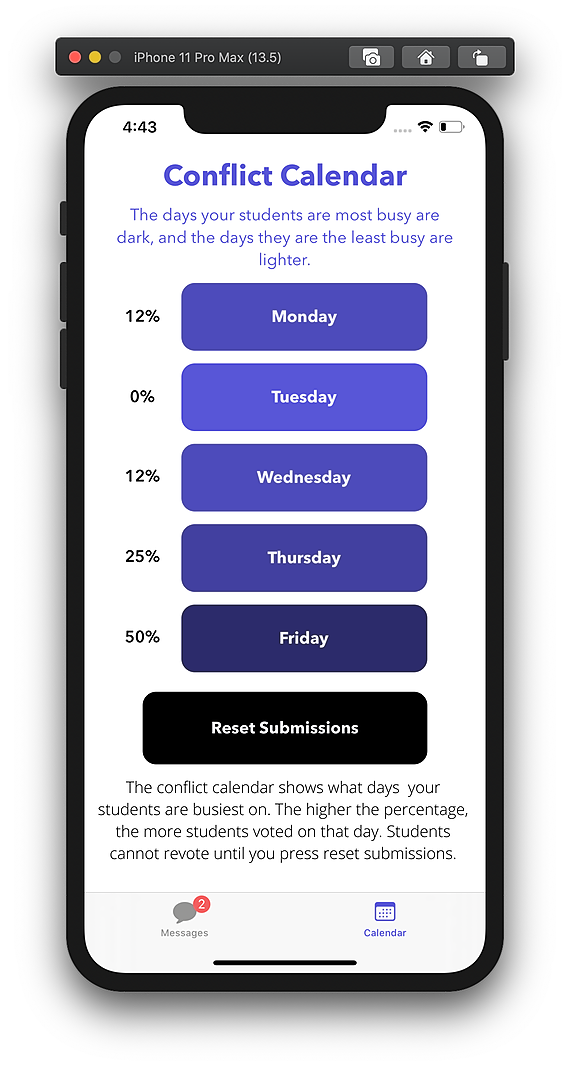 iPhone 11 Pro Max (13.5)
4:43
Conflict Calendar
The days your students are most busy are
dark, and the days they are the least busy are
lighter.
12% Monday
0% Tuesday
12% Wednesday
25% Thursday
50% Friday
Reset Submissions
The conflict calendar shows what days  your
students are busiest on. The higher the percentage,
the more students voted on that day. Students
cannot revote until you press reset submissions.
2
Messages Calendar